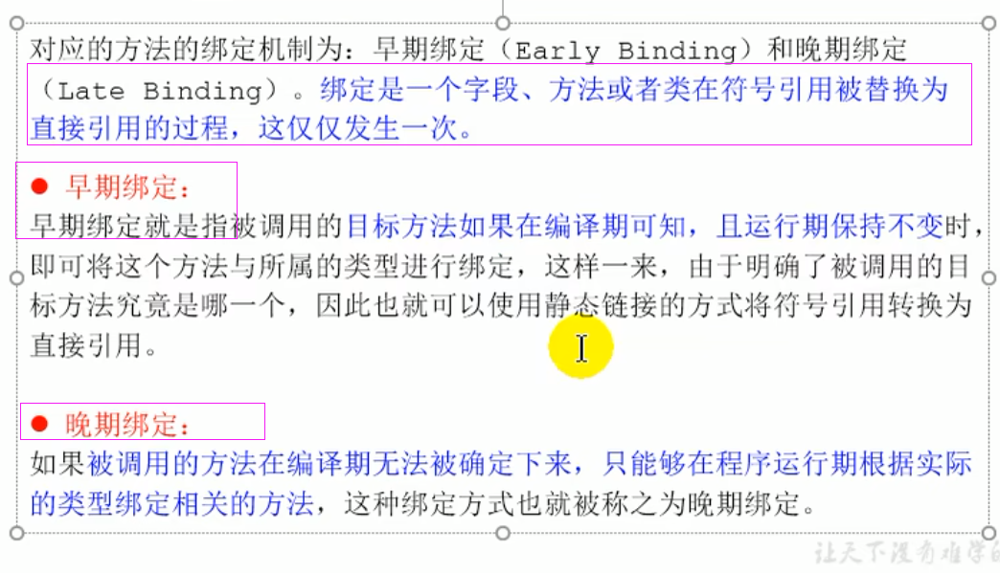 对应的方法的绑定机制为：早期绑定（Early Binding）和晚期绑定
（Late Binding）。绑定是一个字段、方法或者类在符号引用被替换为
直接引用的过程，这仅仅发生一次。
● 早期绑定：
早期绑定就是指被调用的目标方法如果在编译期可知，且运行期保持不变时，
即可将这个方法与所属的类型进行绑定，这样一来，由于明确了被调用的目
标方法究竟是哪一个，因此也就可以使用静态链接的方式将符号引用转换为
直接引用。
● 晚期绑定：
如果被调用的方法在编译期无法被确定下来，只能够在程序运行期根据实际
的类型绑定相关的方法，这种绑定方式也就被称之为晚期绑定。
让天下没有难学的